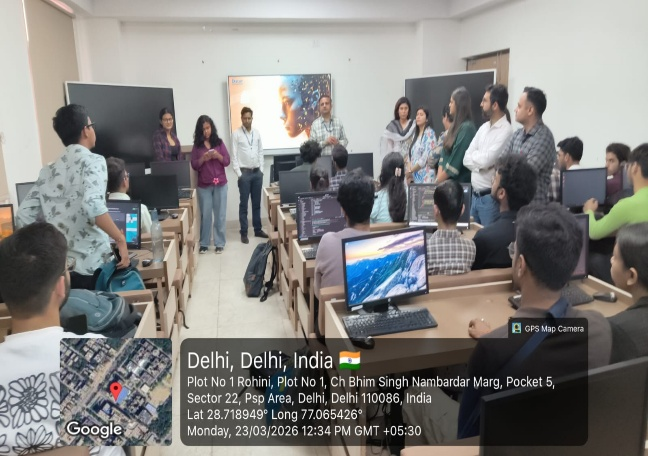 GPS Map Camera
Delhi, Delhi, India
Plot No 1 Rohini, Plot No 1, Ch Bhim Singh Nambardar Marg, Pocket 5,
Sector 22, Psp Area, Delhi, Delhi 110086, India
Lat 28.718949° Long 77.065426°
Monday, 23/03/2026 12:34 PM GMT +05:30
Google